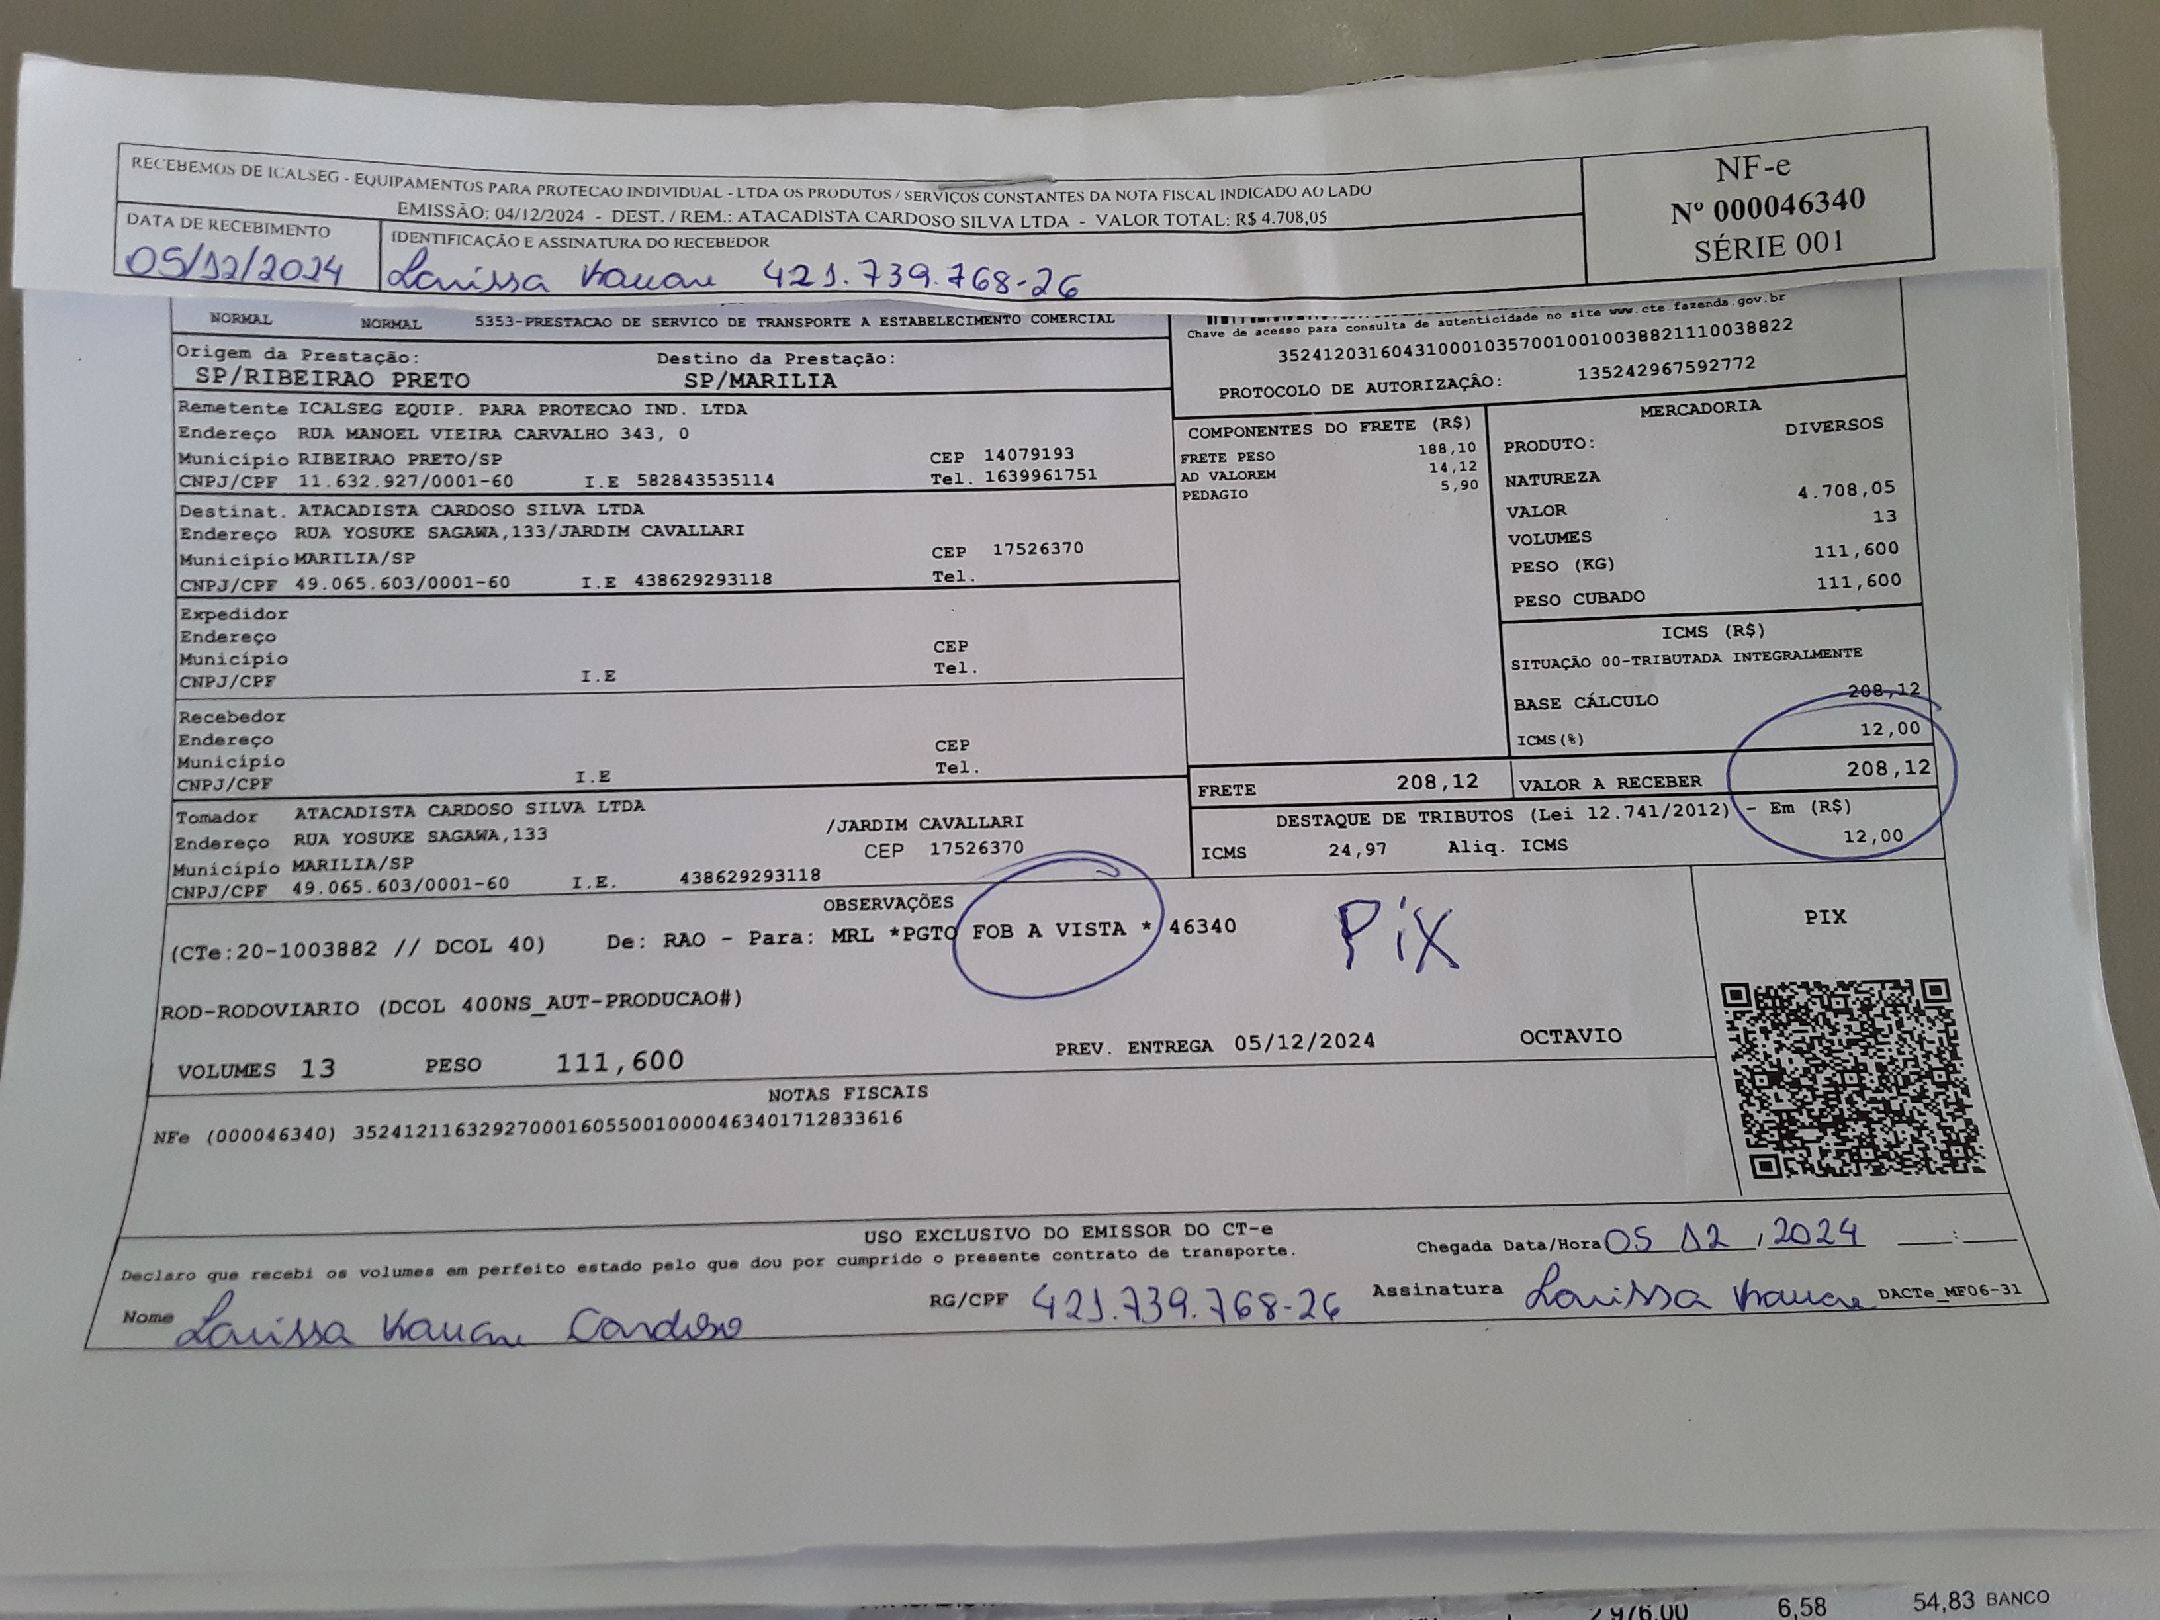 RECEBEMOS DE ICALSEG - EQUIPAMENTOS PARA PROTECAO INDIVIDUAL - LTDA OS PRODUTOS / SERVIÇOS CONSTANTES DA NOTA FISCAL INDICADO AO LADO
EMISSÃO: 04/12/2024 - DEST. / REM.: ATACADISTA CARDOSO SILVA LTDA - VALOR TOTAL: R$ 4.708,05
NF-e
Nº 000046340
SÉRIE 001
DATA DE RECEBIMENTO
05/12/2024
IDENTIFICAÇÃO E ASSINATURA DO RECEBEDOR
Larissa Kauane 421.739.768-26
NORMAL NORMAL 5353-PRESTACAO DE SERVICO DE TRANSPORTE A ESTABELECIMENTO COMERCIAL
Chave de acesso para consulta de autenticidade no site www.cte.fazenda.gov.br
35241203160431000103570010010038821110038822
PROTOCOLO DE AUTORIZAÇÃO: 135242967592772
Origem da Prestação: Destino da Prestação:
SP/RIBEIRAO PRETO SP/MARILIA
Remetente ICALSEG EQUIP. PARA PROTECAO IND. LTDA
Endereço RUA MANOEL VIEIRA CARVALHO 343, 0
Município RIBEIRAO PRETO/SP CEP 14079193
CNPJ/CPF 11.632.927/0001-60 I.E 582843535114 Tel. 1639961751
Destinat. ATACADISTA CARDOSO SILVA LTDA
Endereço RUA YOSUKE SAGAWA,133/JARDIM CAVALLARI
Município MARILIA/SP CEP 17526370
CNPJ/CPF 49.065.603/0001-60 I.E 438629293118 Tel.
Expedidor
Endereço
Município CEP
CNPJ/CPF I.E Tel.
Recebedor
Endereço
Município CEP
CNPJ/CPF I.E Tel.
Tomador ATACADISTA CARDOSO SILVA LTDA
Endereço RUA YOSUKE SAGAWA,133 /JARDIM CAVALLARI
Município MARILIA/SP CEP 17526370
CNPJ/CPF 49.065.603/0001-60 I.E. 438629293118
COMPONENTES DO FRETE (R$)
FRETE PESO 188,10
AD VALOREM 14,12
PEDAGIO 5,90
MERCADORIA
PRODUTO: DIVERSOS
NATUREZA
VALOR 4.708,05
VOLUMES 13
PESO (KG) 111,600
PESO CUBADO 111,600
ICMS (R$)
SITUAÇÃO 00-TRIBUTADA INTEGRALMENTE
BASE CÁLCULO 208,12
ICMS(%) 12,00
FRETE 208,12 VALOR A RECEBER 208,12
DESTAQUE DE TRIBUTOS (Lei 12.741/2012) - Em (R$)
ICMS 24,97 Aliq. ICMS 12,00
OBSERVAÇÕES
(CTe:20-1003882 // DCOL 40) De: RAO - Para: MRL *PGTO FOB A VISTA * 46340
Pix
PIX
ROD-RODOVIARIO (DCOL 400NS_AUT-PRODUCAO#)
VOLUMES 13 PESO 111,600 PREV. ENTREGA 05/12/2024 OCTAVIO
NOTAS FISCAIS
NFe (000046340) 35241211632927000160550010000463401712833616
USO EXCLUSIVO DO EMISSOR DO CT-e
Declaro que recebi os volumes em perfeito estado pelo que dou por cumprido o presente contrato de transporte.
Chegada Data/Hora 05 12 , 2024 :
Nome Larissa Kauane Cardoso RG/CPF 421.739.768-26 Assinatura Larissa Kauane DACTe_MF06-31
2.976,00 6,58 54,83 BANCO